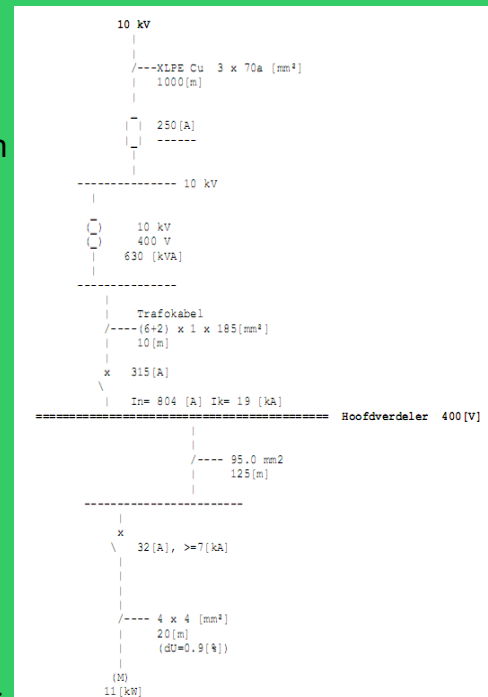 10 kV
/---XLPE Cu 3 x 70a [mm²]
1000[m]
250[A]
------
--------------- 10 kV
10 kV
400 V
630 [kVA]
---------------
Trafokabel
/----(6+2) x 1 x 185[mm²]
10[m]
x 315[A]
\
In= 804 [A] Ik= 19 [kA]
============================================ Hoofdverdeler 400[V]
/---- 95.0 mm2
125[m]
------------------------
x
\ 32[A], >=7[kA]
/---- 4 x 4 [mm²]
20[m]
(dU=0.9[%])
(M)
11[kW]